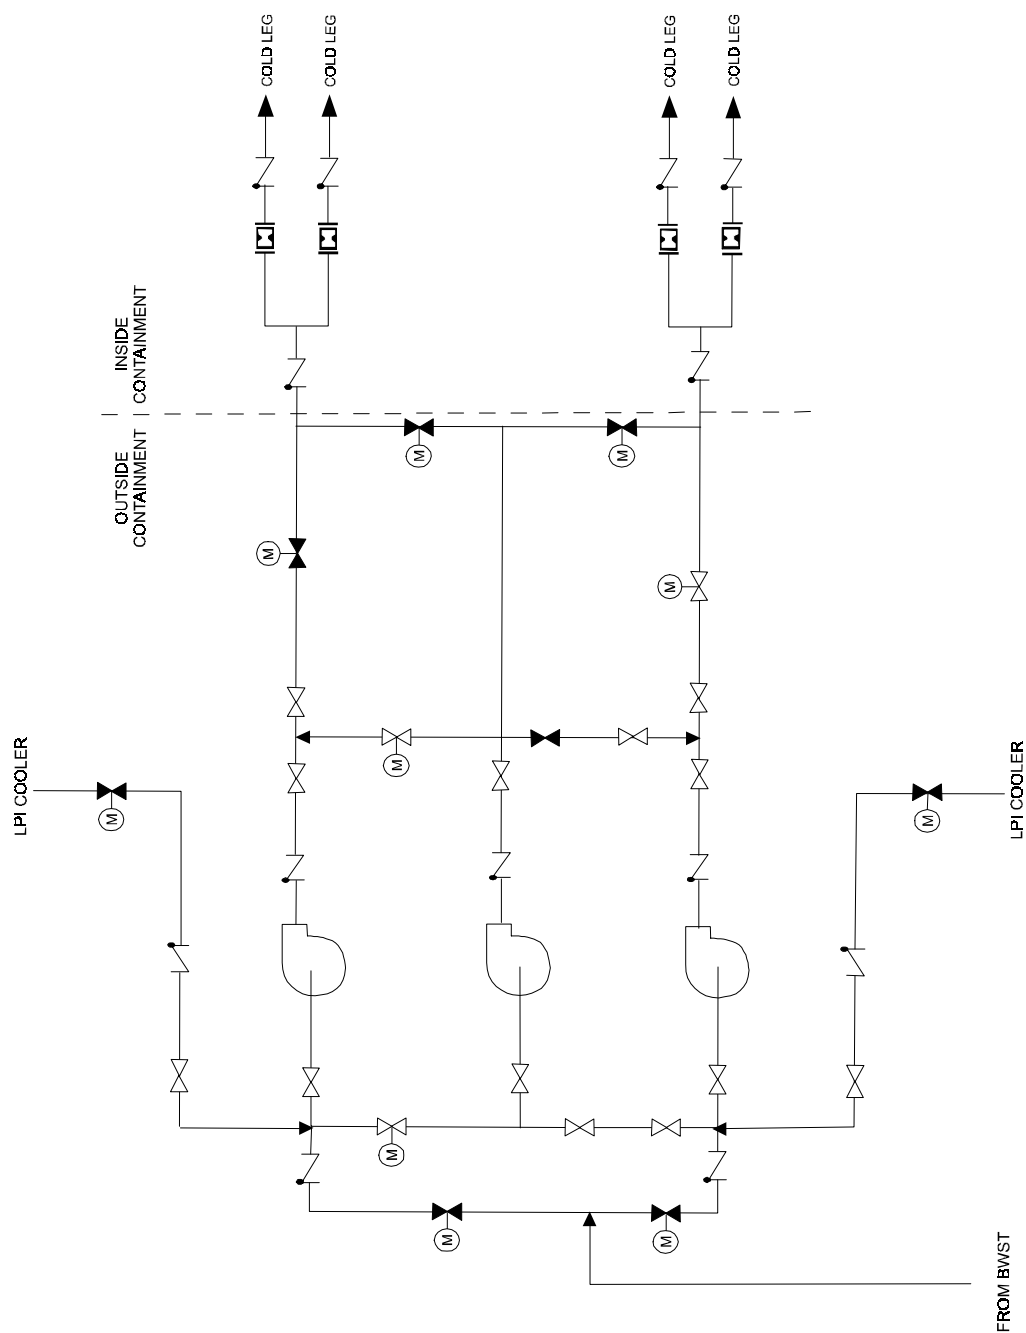 COLD LEG
COLD LEG
COLD LEG
COLD LEG
INSIDE
CONTAINMENT
OUTSIDE
CONTAINMENT
M
M
M
M
LPI COOLER
M
LPI COOLER
M
M
M
M
M
FROM BWST